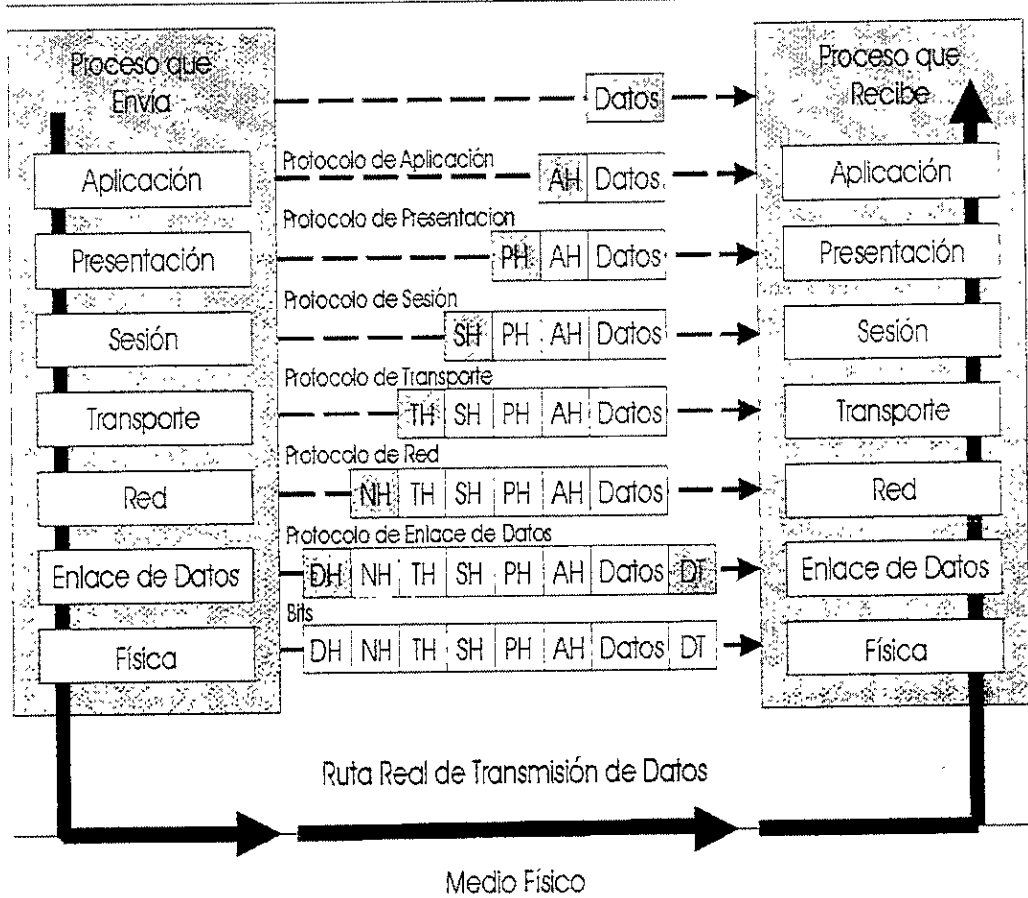 Proceso que
Envía
Datos
Proceso que
Recibe
Protocolo de Aplicación
Aplicación
AH Datos
Aplicación
Protocolo de Presentacion
Presentación
PH AH Datos
Presentación
Protocolo de Sesión
Sesión
SH PH AH Datos
Sesión
Protocolo de Transporte
Transporte
TH SH PH AH Datos
Transporte
Protocolo de Red
Red
NH TH SH PH AH Datos
Red
Protocolo de Enlace de Datos
Enlace de Datos
DH NH TH SH PH AH Datos DT
Enlace de Datos
Bits
Física
DH NH TH SH PH AH Datos DT
Física
Ruta Real de Transmisión de Datos
Medio Físico